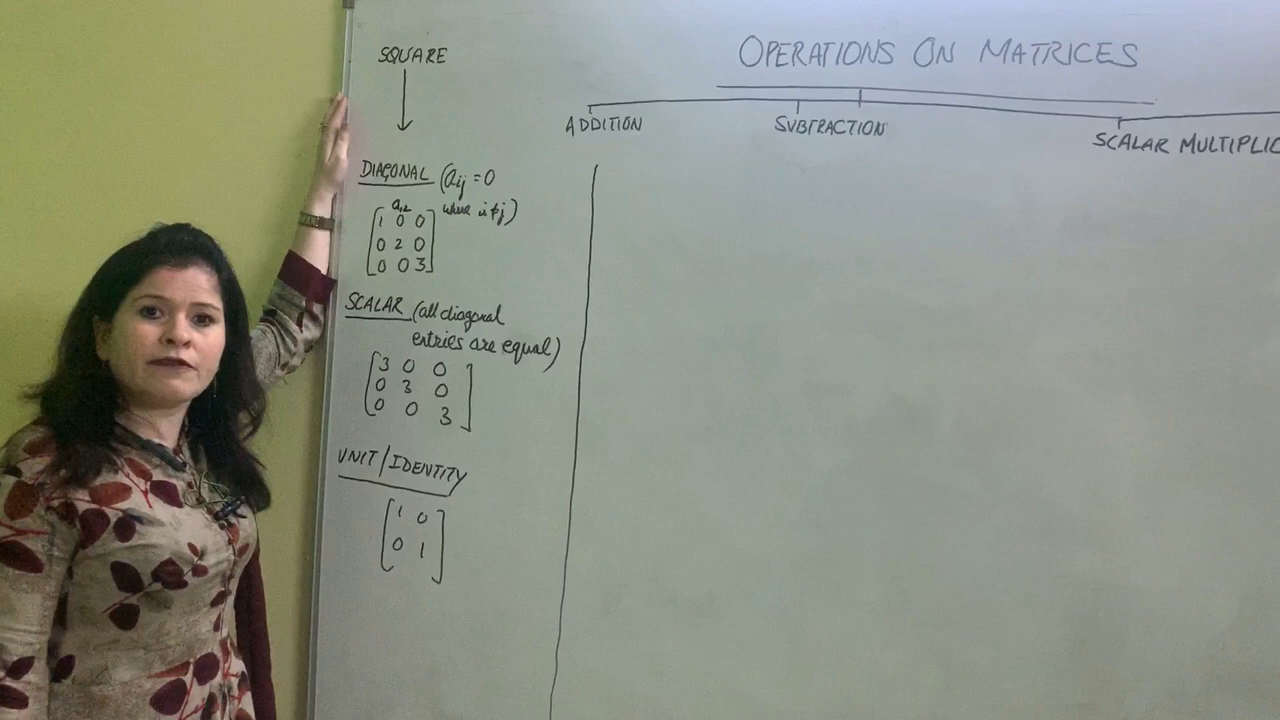 SQUARE
DIAGONAL (aij = 0
where i≠j)
a12
1 0 0
0 2 0
0 0 3
SCALAR (all diagonal
entries are equal)
3 0 0
0 3 0
0 0 3
UNIT/IDENTITY
1 0
0 1
OPERATIONS ON MATRICES
ADDITION SUBTRACTION SCALAR MULTIPLIC